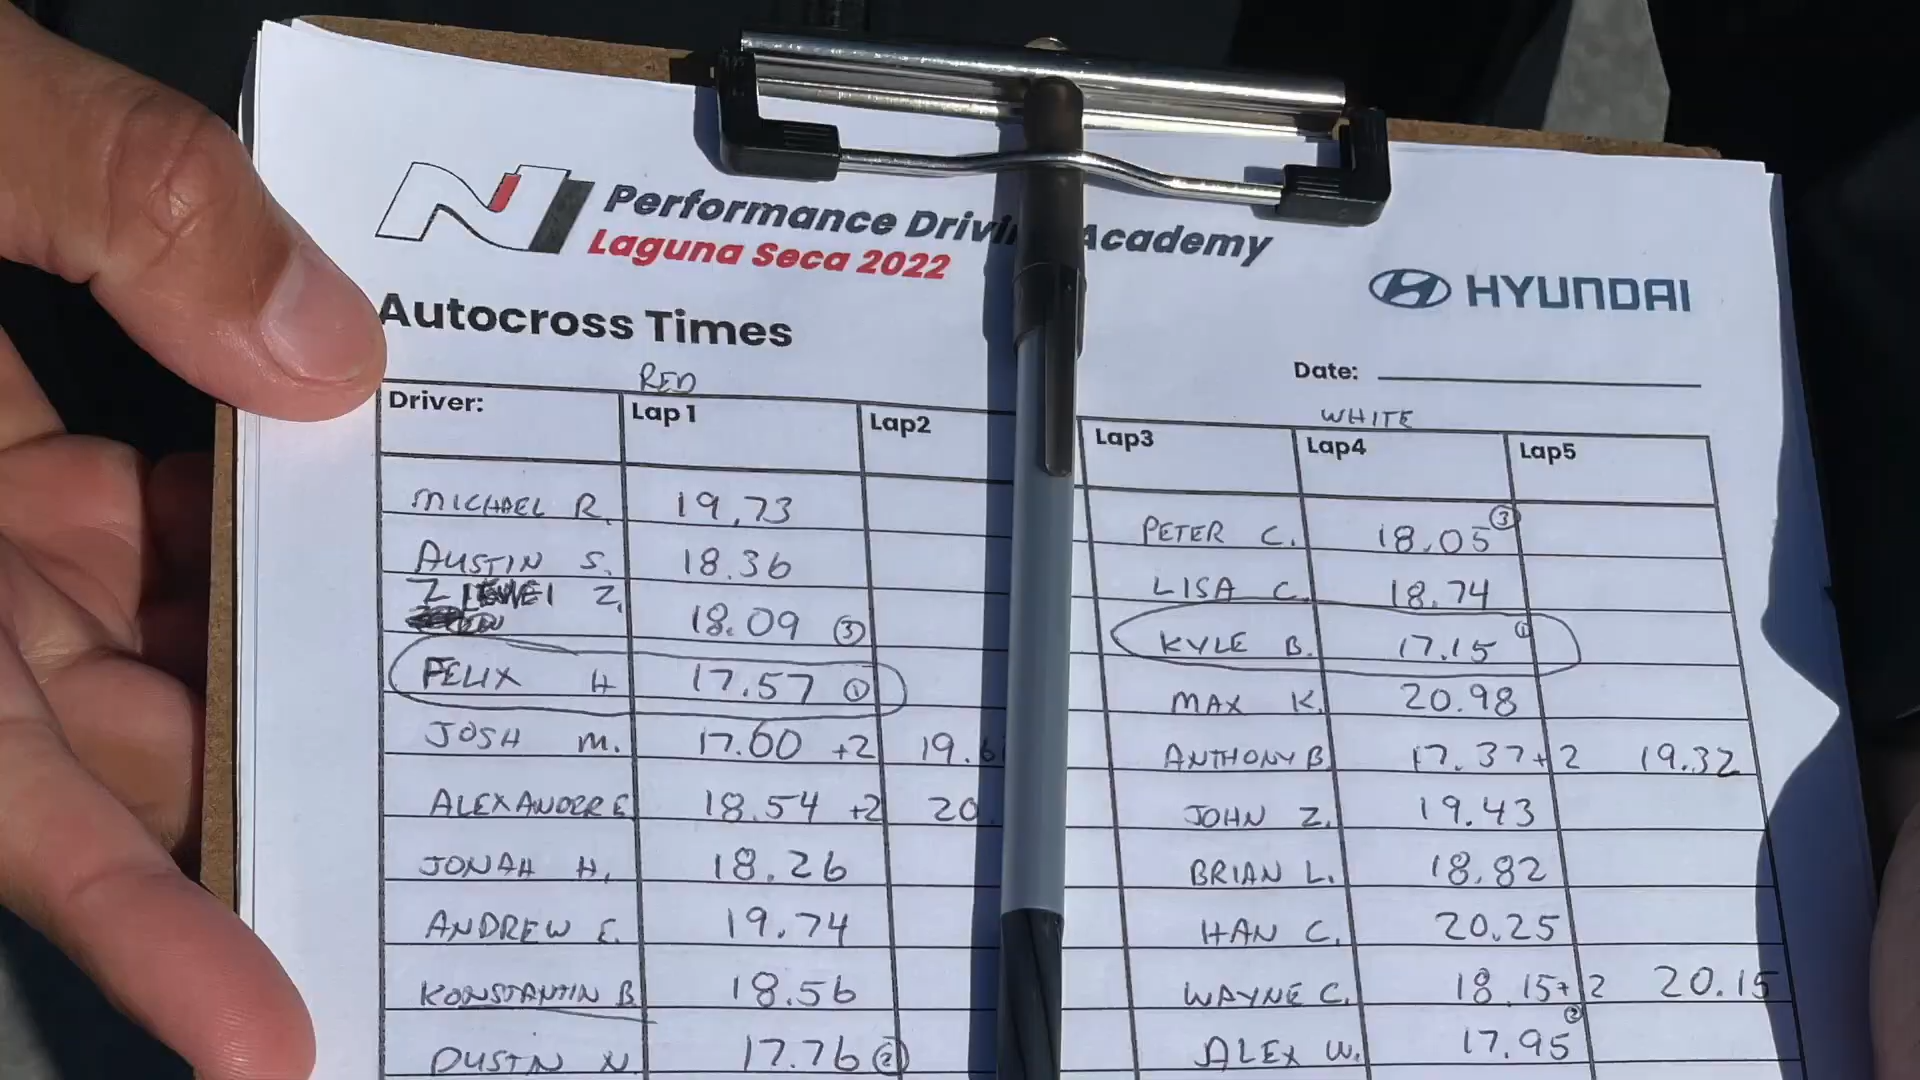 N Performance Driving Academy
Laguna Seca 2022
HYUNDAI
Autocross Times
Date:
RED
WHITE
Driver: Lap 1 Lap2 Lap3 Lap4 Lap5
MICHAEL R. 19.73 PETER C. 18.05 3
AUSTIN S. 18.36 LISA C. 18.74
Z. 18.09 3 KYLE B. 17.15 1
FELIX H 17.57 1 MAX K. 20.98
JOSH M. 17.60 +2 ANTHONY B. 17.37+2 19.32
ALEXANDER E 18.54 +2 20 JOHN Z. 19.43
JONAH H. 18.26 BRIAN L. 18.82
ANDREW E. 19.74 HAN C. 20.25
KONSTANTIN B. 18.56 WAYNE C. 18.15+2 20.15
DUSTN N. 17.76 2 ALEX W. 17.95 2